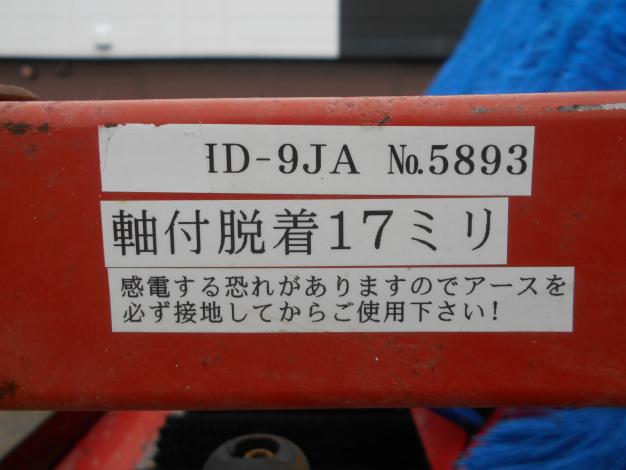 HD-9JA №.5893
軸付脱着17ミリ
感電する恐れがありますのでアースを
必ず接地してからご使用下さい!